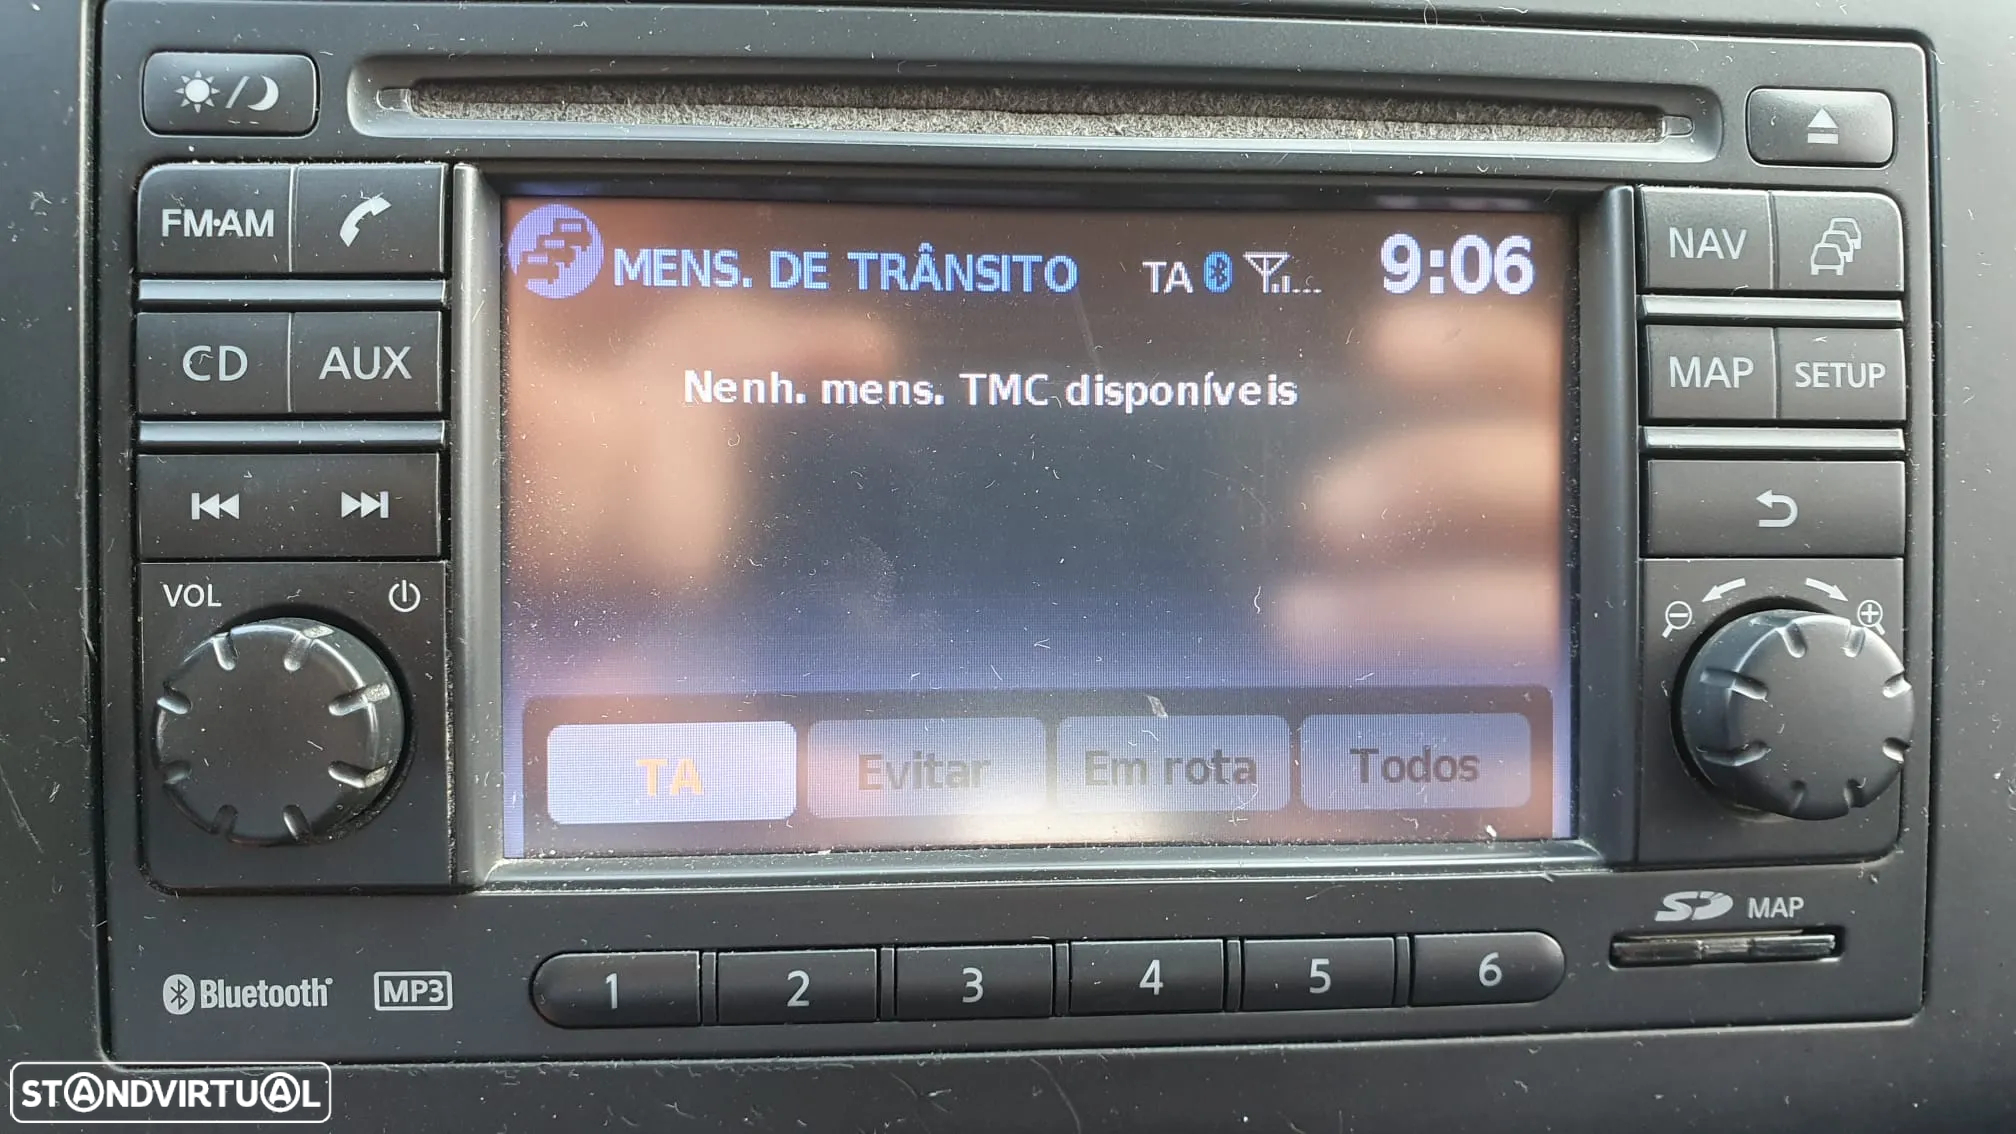 FM·AM
CD AUX
VOL
MENS. DE TRÂNSITO TA 9:06
Nenh. mens. TMC disponíveis
TA Evitar Em rota Todos
NAV
MAP SETUP
Bluetooth MP3
1 2 3 4 5 6
SD MAP
STANDVIRTUAL